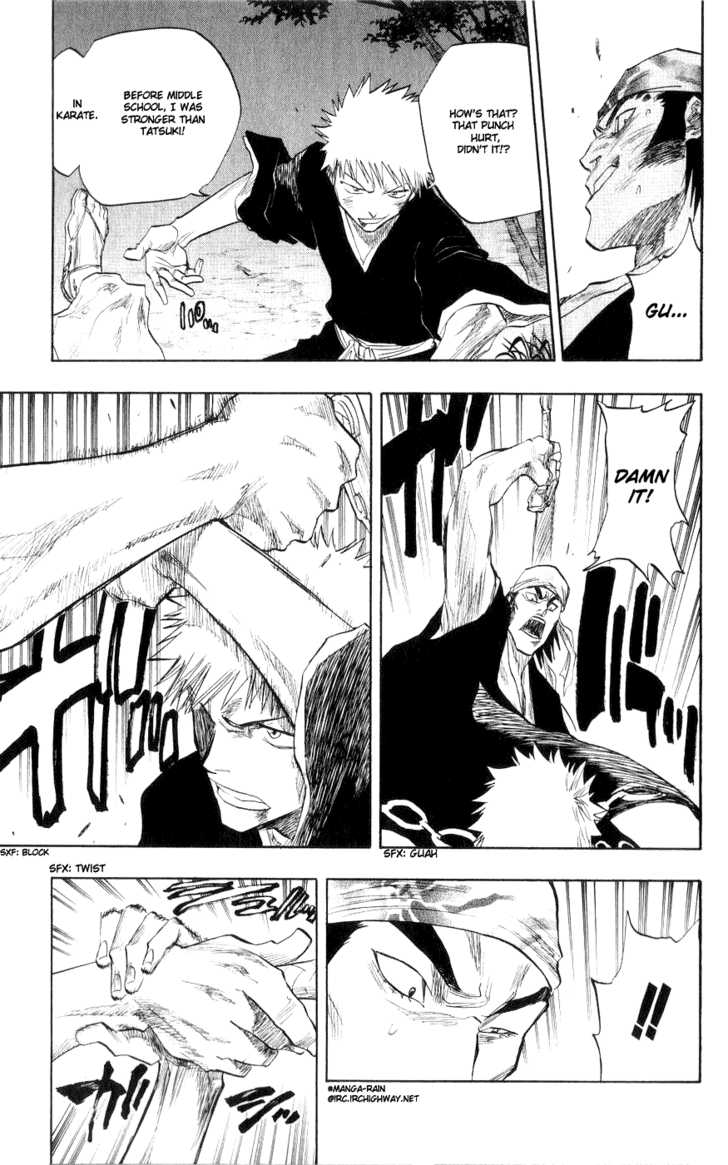 GU...
HOW'S THAT?
THAT PUNCH
HURT,
DIDN'T IT!?
BEFORE MIDDLE
SCHOOL, I WAS
STRONGER THAN
TATSUKI!
IN
KARATE.
DAMN
IT!
SFX: GUAH
SXF: BLOCK
!!
*MANGA-RAIN
@IRC.IRCHIGHWAY.NET
SFX: TWIST